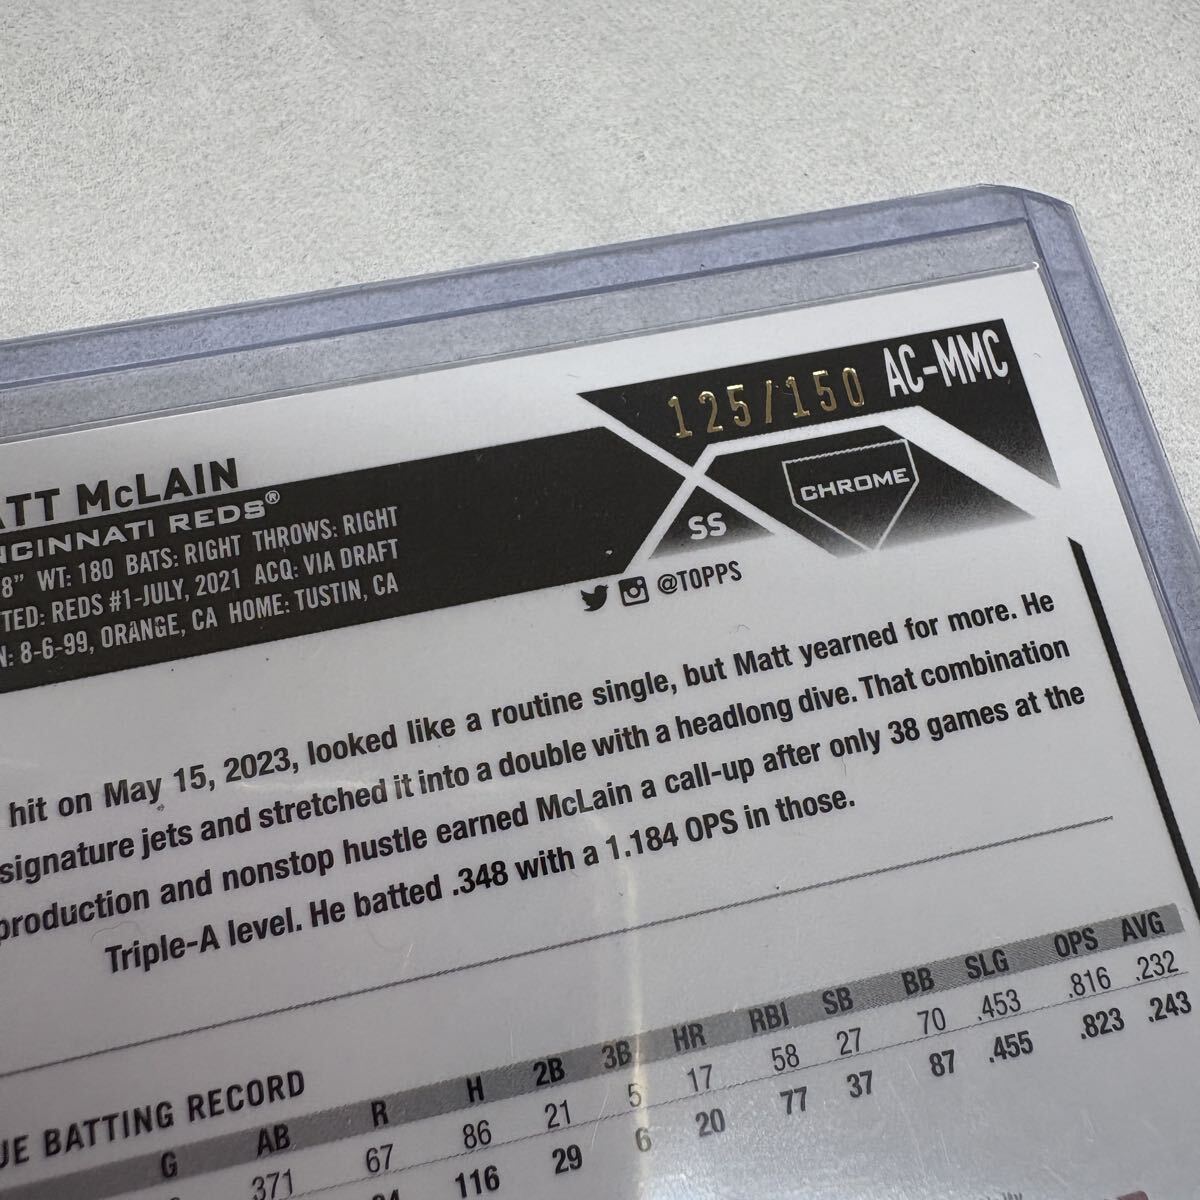 125/150 AC-MMC
ATT McLAIN
NCINNATI REDS®
CHROME
SS
8” WT: 180 BATS: RIGHT THROWS: RIGHT
TED: REDS #1-JULY, 2021 ACQ: VIA DRAFT
N: 8-6-99, ORANGE, CA HOME: TUSTIN, CA
@TOPPS
hit on May 15, 2023, looked like a routine single, but Matt yearned for more. He
signature jets and stretched it into a double with a headlong dive. That combination
production and nonstop hustle earned McLain a call-up after only 38 games at the
Triple-A level. He batted .348 with a 1.184 OPS in those.
UE BATTING RECORD
G AB R H 2B 3B HR RBI SB BB SLG OPS AVG
371 67 86 21 5 17 58 27 70 .453 .816 .232
116 29 6 20 77 37 87 .455 .823 .243